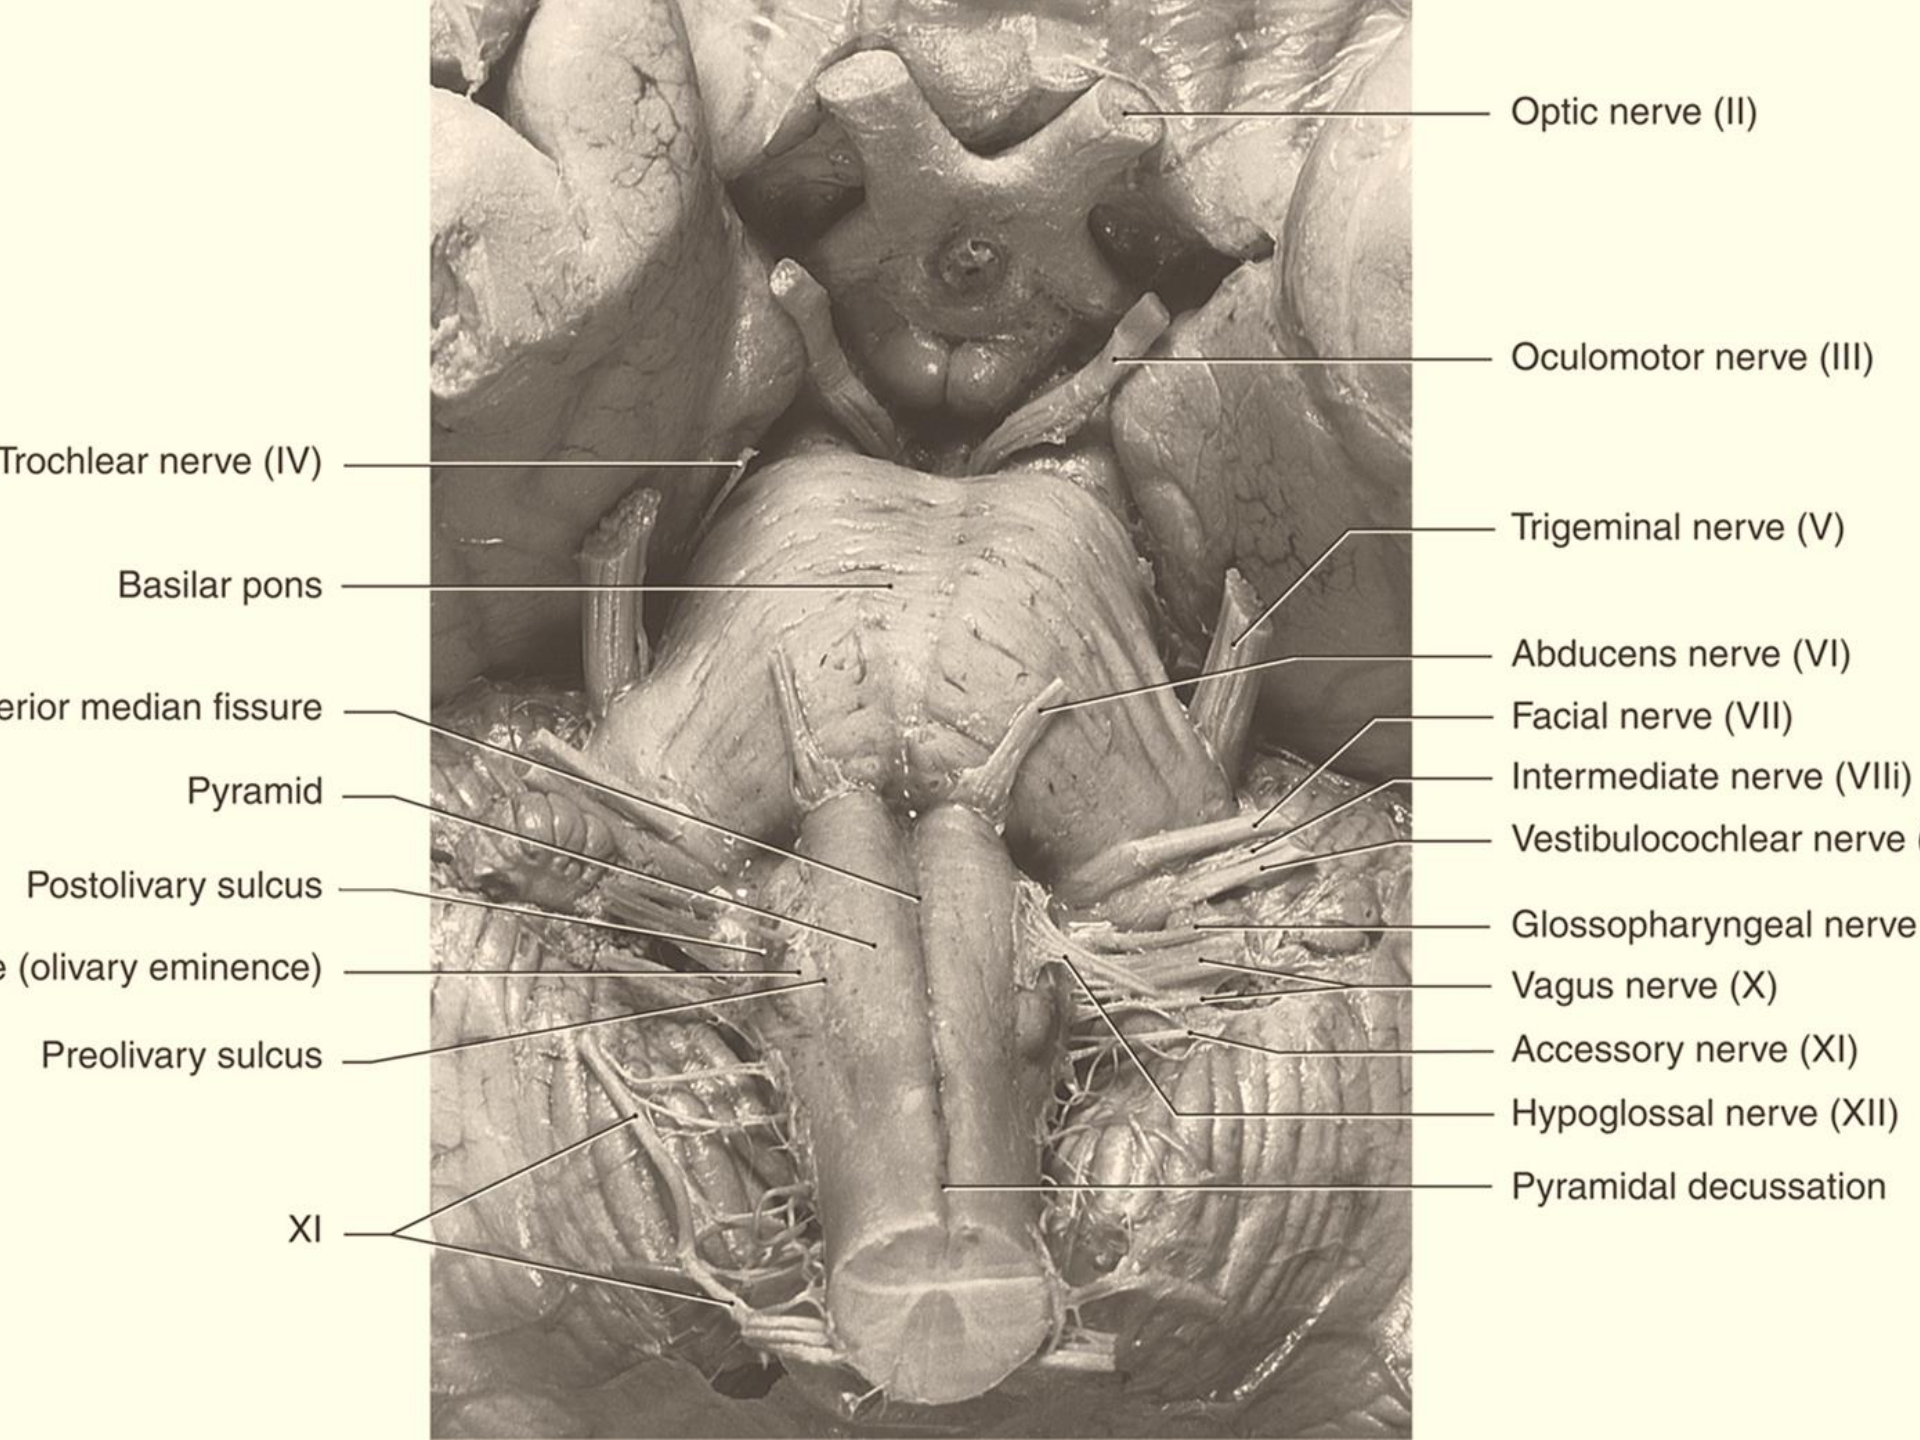 Optic nerve (II)
Oculomotor nerve (III)
Trochlear nerve (IV)
Trigeminal nerve (V)
Basilar pons
Abducens nerve (VI)
erior median fissure
Facial nerve (VII)
Intermediate nerve (VIIi)
Pyramid
Vestibulocochlear nerve (
Postolivary sulcus
Glossopharyngeal nerve
e (olivary eminence)
Vagus nerve (X)
Preolivary sulcus
Accessory nerve (XI)
Hypoglossal nerve (XII)
Pyramidal decussation
XI